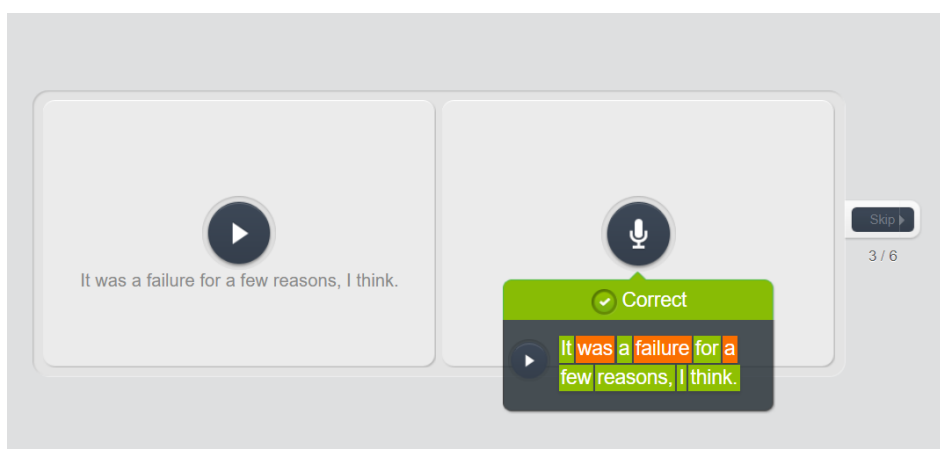 It was a failure for a few reasons, I think.
Correct
It was a failure for a
few reasons, I think.
Skip
3 / 6